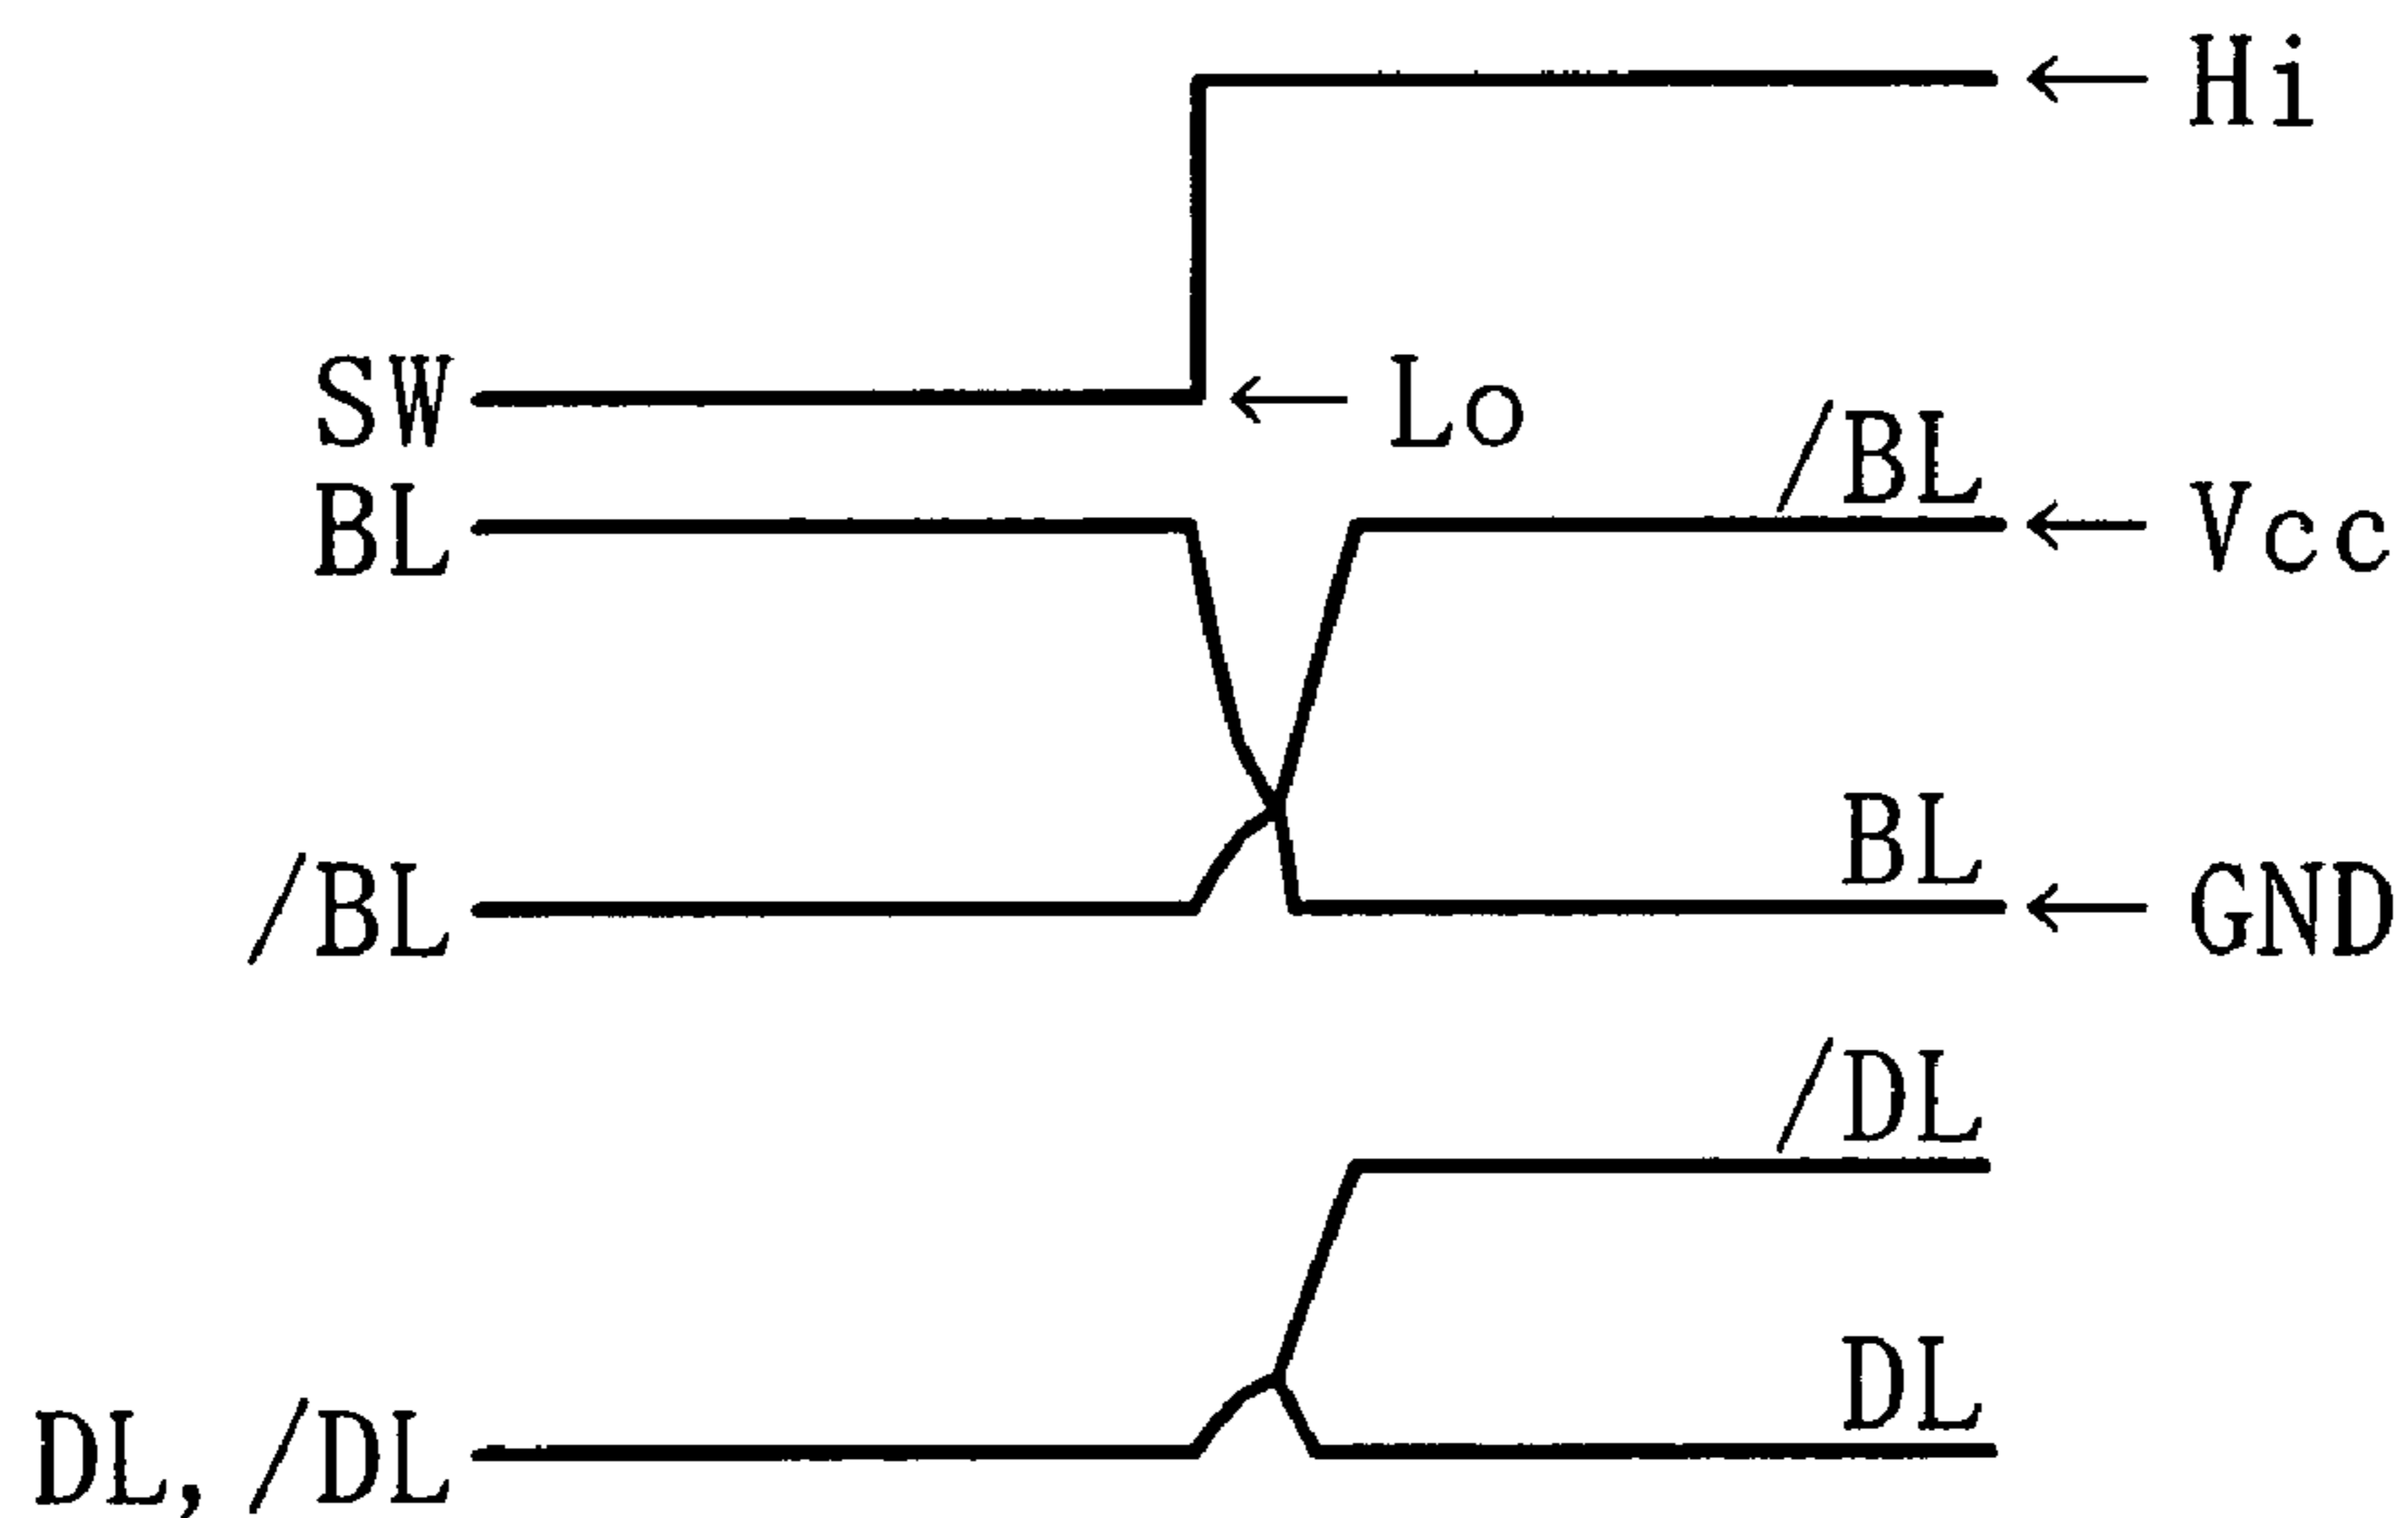 Hi
SW
Lo
/BL
BL
Vcc
BL
/BL
GND
/DL
DL
DL, /DL